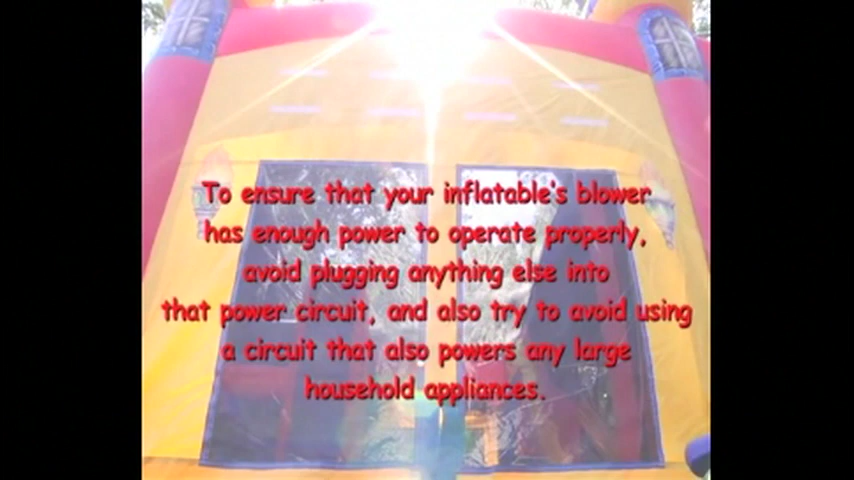 To ensure that your inflatable's blower
has enough power to operate properly,
avoid plugging anything else into
that power circuit, and also try to avoid using
a circuit that also powers any large
household appliances.